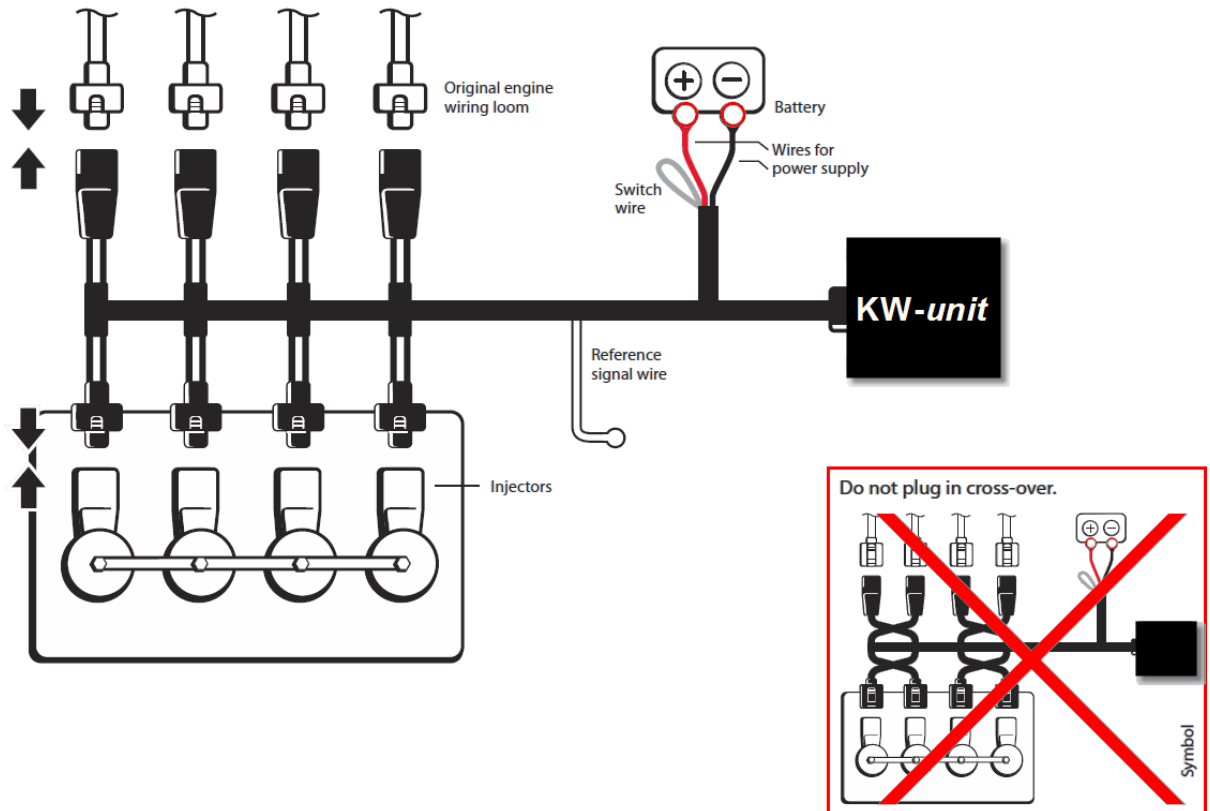 Original engine
wiring loom
+ −
Battery
Wires for
power supply
Switch
wire
KW-unit
Reference
signal wire
Injectors
Do not plug in cross-over.
+ −
Symbol